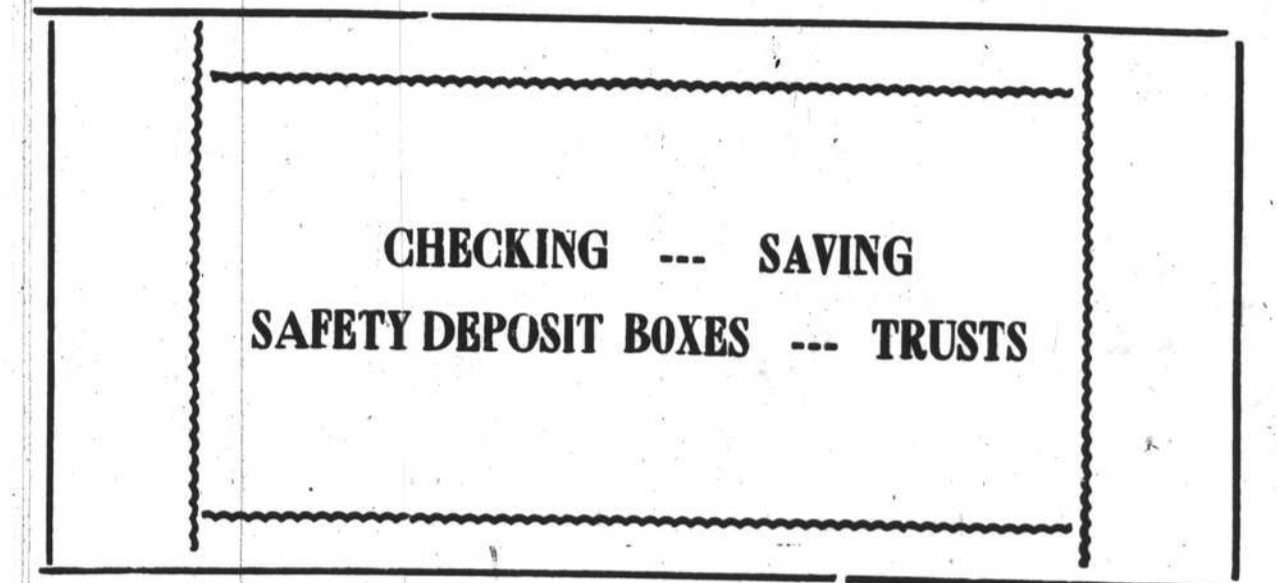 CHECKING --- SAVING
SAFETY DEPOSIT BOXES --- TRUSTS